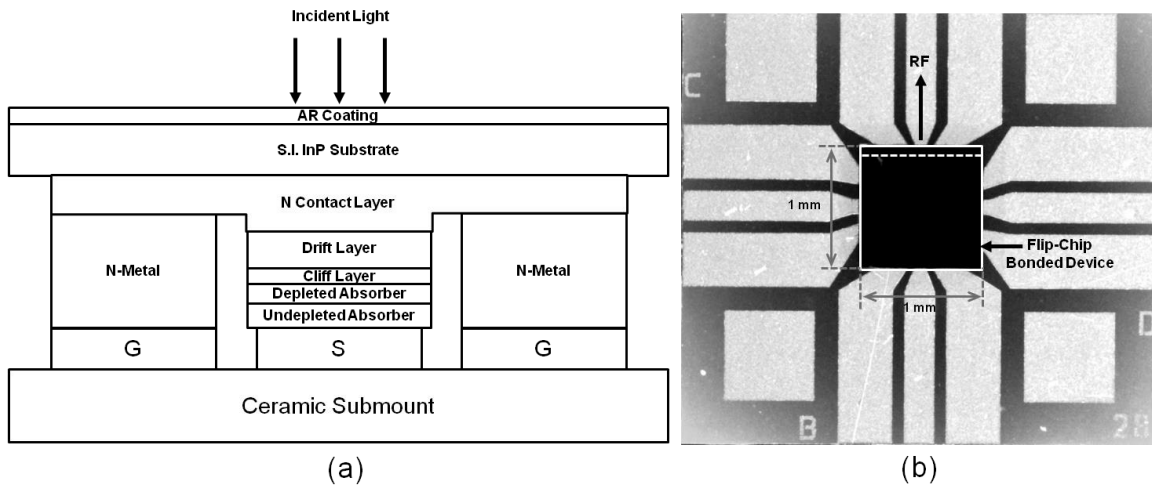 Incident Light
AR Coating
S.I. InP Substrate
N Contact Layer
N-Metal
Drift Layer
Cliff Layer
Depleted Absorber
Undepleted Absorber
N-Metal
G
S
G
Ceramic Submount
(a)
RF
C
1 mm
Flip-Chip
Bonded Device
1 mm
D
B
(b)